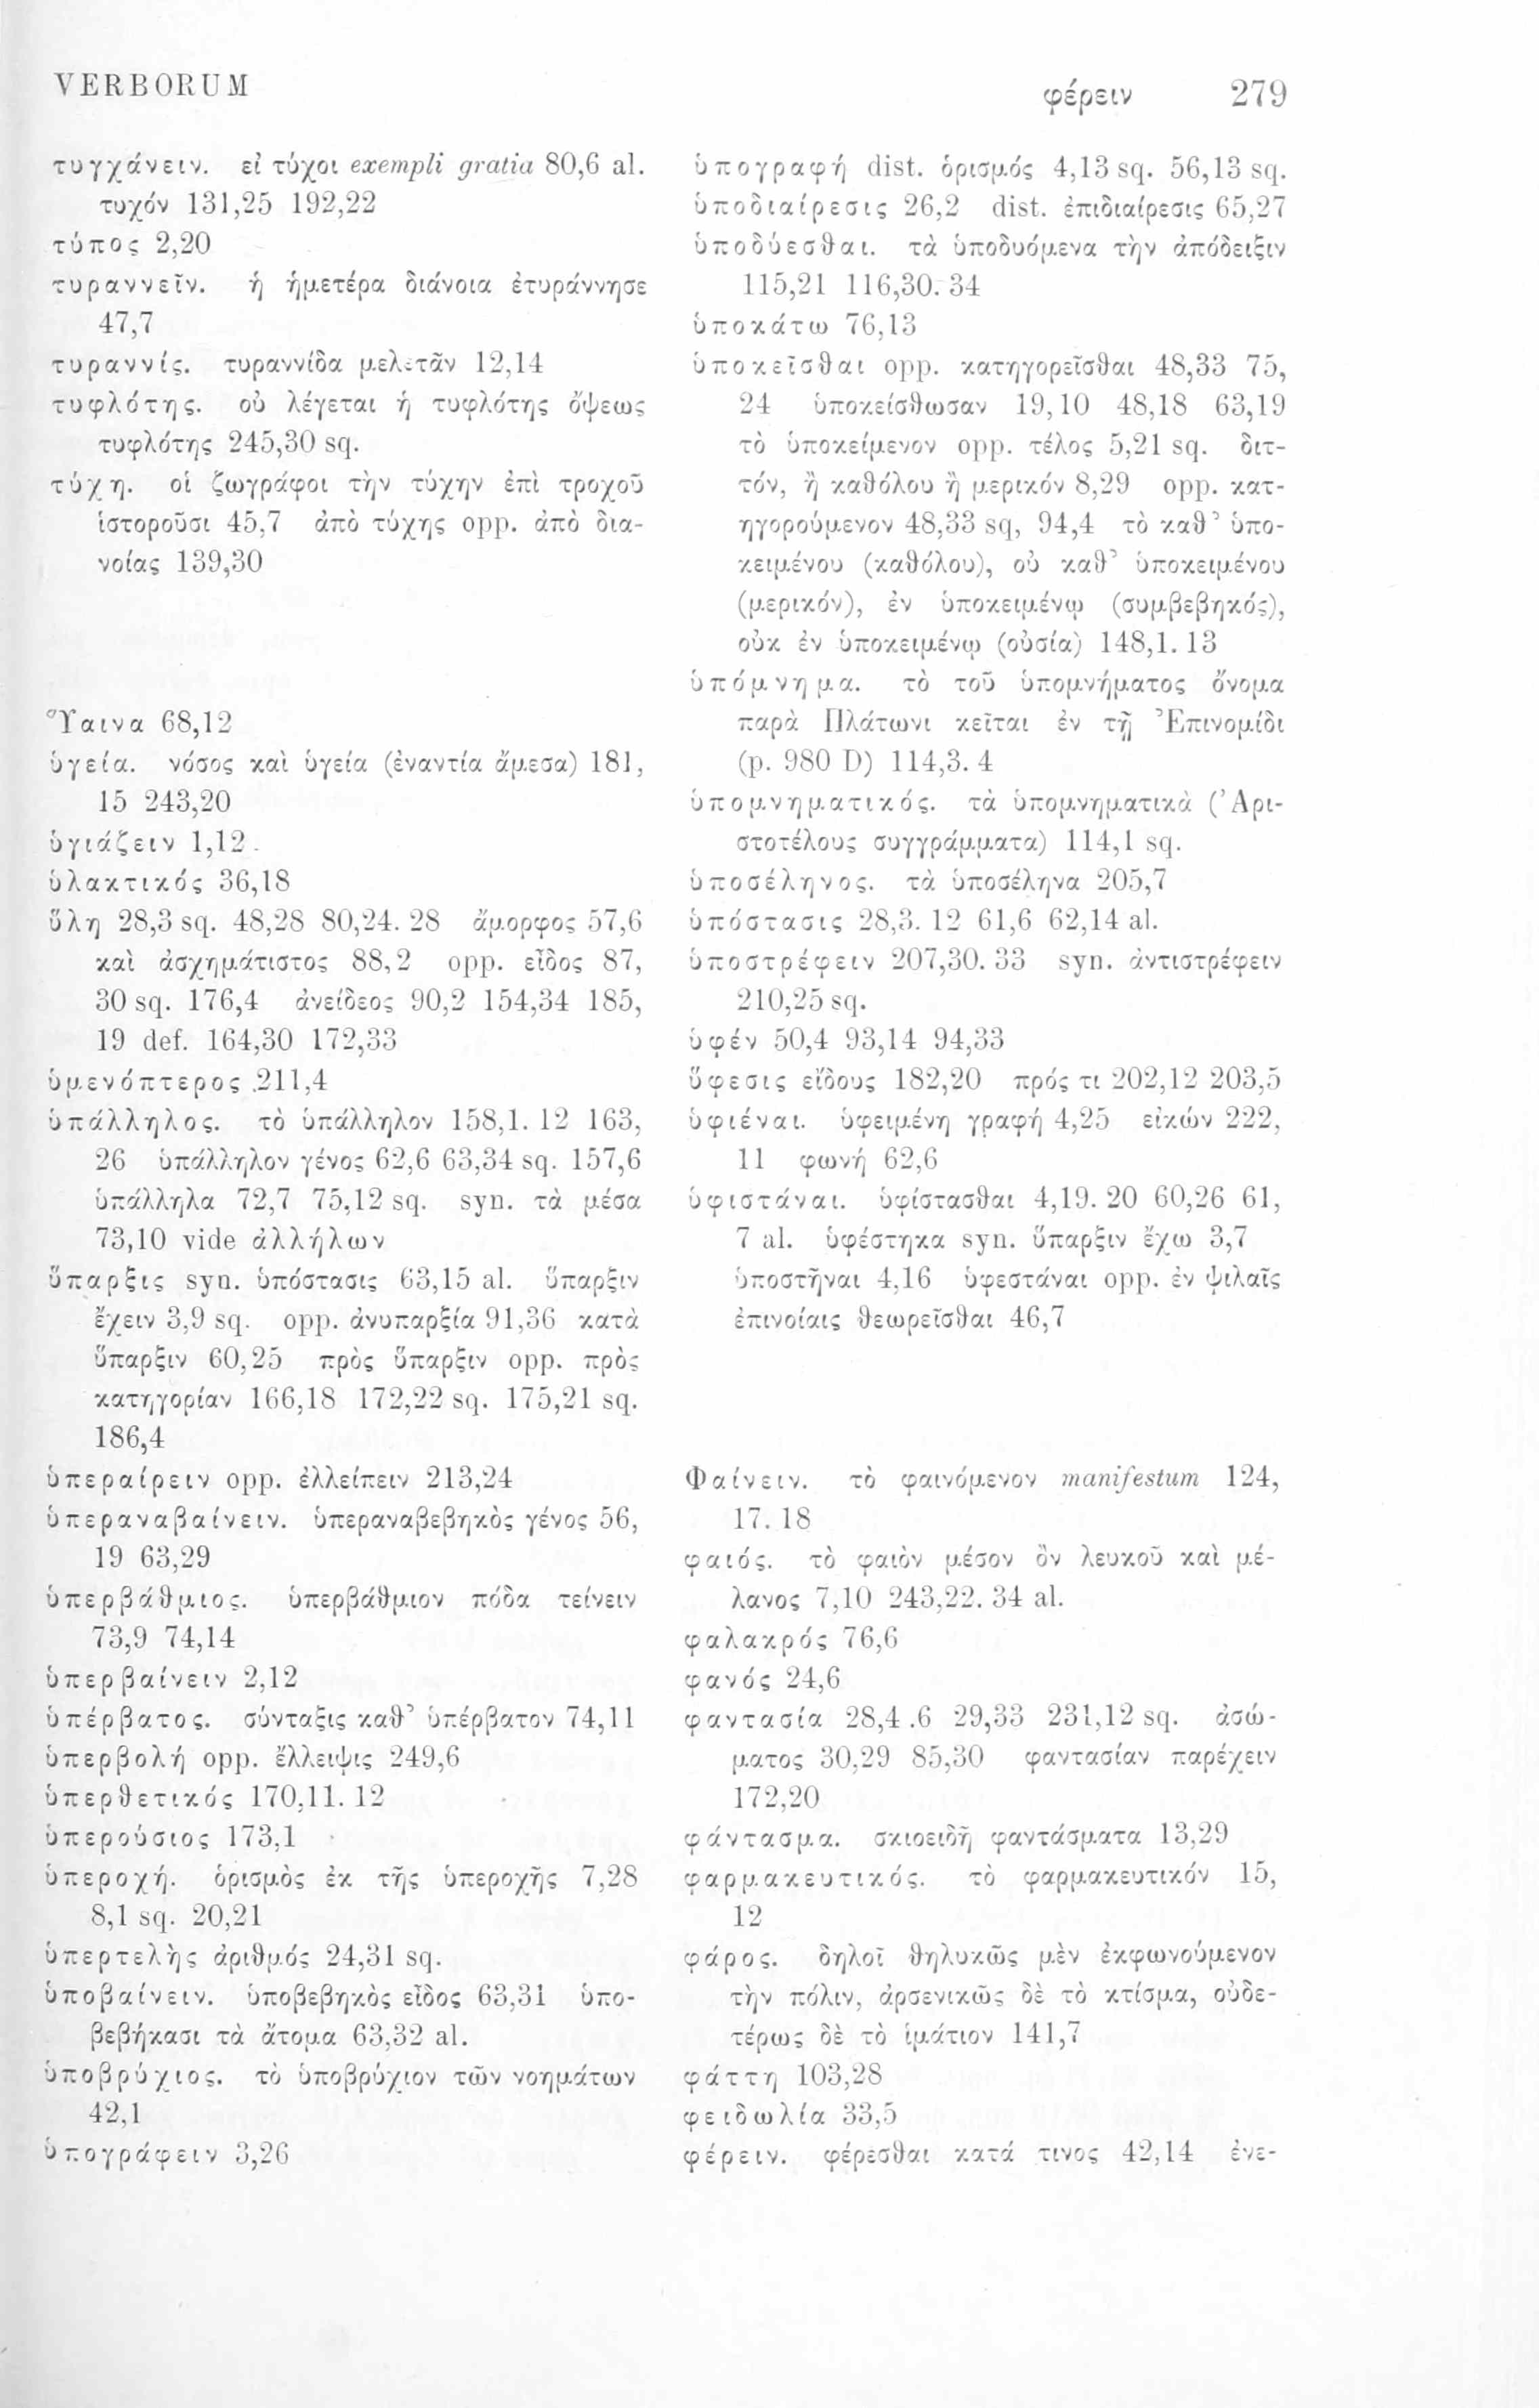 VERBORUM
φέρειν 279
τυγχάνειν. εἰ τύχοι exempli gratia 80,6 al.
τυχόν 131,25 192,22
τύπος 2,20
τυραννεῖν. ἡ ἡμετέρα διάνοια ἐτυράννησε
47,7
τυραννίς. τυραννίδα μελετᾶν 12,14
τυφλότης. οὐ λέγεται ἡ τυφλότης ὄψεως
τυφλότης 245,30 sq.
τύχη. οἱ ζωγράφοι τὴν τύχην ἐπὶ τροχοῦ
ἱστοροῦσι 45,7 ἀπὸ τύχης opp. ἀπὸ δια-
νοίας 139,30
Ὕαινα 68,12
ὑγεία. νόσος καὶ ὑγεία (ἐναντία ἄμεσα) 181,
15 243,20
ὑγιάζειν 1,12
ὑλακτικός 36,18
ὕλη 28,3 sq. 48,28 80,24. 28 ἄμορφος 57,6
καὶ ἀσχημάτιστος 88,2 opp. εἶδος 87,
30 sq. 176,4 ἀνείδεος 90,2 154,34 185,
19 def. 164,30 172,33
ὑμενόπτερος 211,4
ὑπάλληλος. τὸ ὑπάλληλον 158,1. 12 163,
26 ὑπάλληλον γένος 62,6 63,34 sq. 157,6
ὑπάλληλα 72,7 75,12 sq. syn. τὰ μέσα
73,10 vide ἀλλήλων
ὕπαρξις syn. ὑπόστασις 63,15 al. ὕπαρξιν
ἔχειν 3,9 sq. opp. ἀνυπαρξία 91,36 κατὰ
ὕπαρξιν 60,25 πρὸς ὕπαρξιν opp. πρὸς
κατηγορίαν 166,18 172,22 sq. 175,21 sq.
186,4
ὑπεραίρειν opp. ἐλλείπειν 213,24
ὑπεραναβαίνειν. ὑπεραναβεβηκὸς γένος 56,
19 63,29
ὑπερβάθμιος. ὑπερβάθμιον πόδα τείνειν
73,9 74,14
ὑπερβαίνειν 2,12
ὑπέρβατος. σύνταξις καθ᾽ ὑπέρβατον 74,11
ὑπερβολή opp. ἔλλειψις 249,6
ὑπερθετικός 170,11. 12
ὑπερούσιος 173,1
ὑπεροχή. ὁρισμὸς ἐκ τῆς ὑπεροχῆς 7,28
8,1 sq. 20,21
ὑπερτελὴς ἀριθμός 24,31 sq.
ὑποβαίνειν. ὑποβεβηκὸς εἶδος 63,31 ὑπο-
βεβήκασι τὰ ἄτομα 63,32 al.
ὑποβρύχιος. τὸ ὑποβρύχιον τῶν νοημάτων
42,1
ὑπογράφειν 3,26
ὑπογραφή dist. ὁρισμός 4,13 sq. 56,13 sq.
ὑποδιαίρεσις 26,2 dist. ἐπιδιαίρεσις 65,27
ὑποδύεσθαι. τὰ ὑποδυόμενα τὴν ἀπόδειξιν
115,21 116,30. 34
ὑποκάτω 76,13
ὑποκεῖσθαι opp. κατηγορεῖσθαι 48,33 75,
24 ὑποκείσθωσαν 19,10 48,18 63,19
τὸ ὑποκείμενον opp. τέλος 5,21 sq. διτ-
τόν, ἢ καθόλου ἢ μερικόν 8,29 opp. κατ-
ηγορούμενον 48,33 sq, 94,4 τὸ καθ᾽ ὑπο-
κειμένου (καθόλου), οὐ καθ᾽ ὑποκειμένου
(μερικόν), ἐν ὑποκειμένῳ (συμβεβηκός),
οὐκ ἐν ὑποκειμένῳ (οὐσία) 148,1. 13
ὑπόμνημα. τὸ τοῦ ὑπομνήματος ὄνομα
παρὰ Πλάτωνι κεῖται ἐν τῇ Ἐπινομίδι
(p. 980 D) 114,3. 4
ὑπομνηματικός. τὰ ὑπομνηματικὰ (Ἀρι-
στοτέλους συγγράμματα) 114,1 sq.
ὑποσέληνος. τὰ ὑποσέληνα 205,7
ὑπόστασις 28,3. 12 61,6 62,14 al.
ὑποστρέφειν 207,30. 33 syn. ἀντιστρέφειν
210,25 sq.
ὑφέν 50,4 93,14 94,33
ὕφεσις εἴδους 182,20 πρός τι 202,12 203,5
ὑφιέναι. ὑφειμένη γραφή 4,25 εἰκών 222,
11 φωνή 62,6
ὑφιστάναι. ὑφίστασθαι 4,19. 20 60,26 61,
7 al. ὑφέστηκα syn. ὕπαρξιν ἔχω 3,7
ὑποστῆναι 4,16 ὑφεστάναι opp. ἐν ψιλαῖς
ἐπινοίαις θεωρεῖσθαι 46,7
Φαίνειν. τὸ φαινόμενον manifestum 124,
17. 18
φαιός. τὸ φαιὸν μέσον ὂν λευκοῦ καὶ μέ-
λανος 7,10 243,22. 34 al.
φαλακρός 76,6
φανός 24,6
φαντασία 28,4.6 29,33 231,12 sq. ἀσώ-
ματος 30,29 85,30 φαντασίαν παρέχειν
172,20
φάντασμα. σκιοειδῆ φαντάσματα 13,29
φαρμακευτικός. τὸ φαρμακευτικόν 15,
12
φάρος. δηλοῖ θηλυκῶς μὲν ἐκφωνούμενον
τὴν πόλιν, ἀρσενικῶς δὲ τὸ κτίσμα, οὐδε-
τέρως δὲ τὸ ἱμάτιον 141,7
φάττη 103,28
φειδωλία 33,5
φέρειν. φέρεσθαι κατά τινος 42,14 ἐνε-